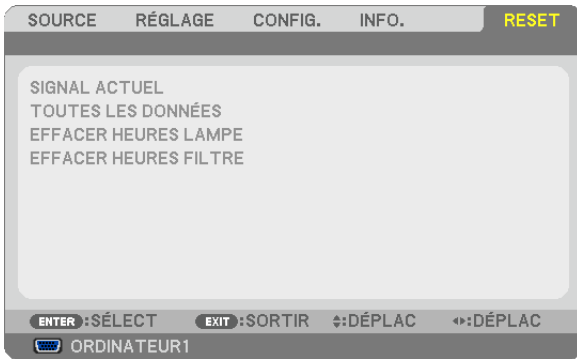 SOURCE RÉGLAGE CONFIG. INFO. RESET
SIGNAL ACTUEL
TOUTES LES DONNÉES
EFFACER HEURES LAMPE
EFFACER HEURES FILTRE
ENTER :SÉLECT EXIT :SORTIR :DÉPLAC :DÉPLAC
ORDINATEUR1